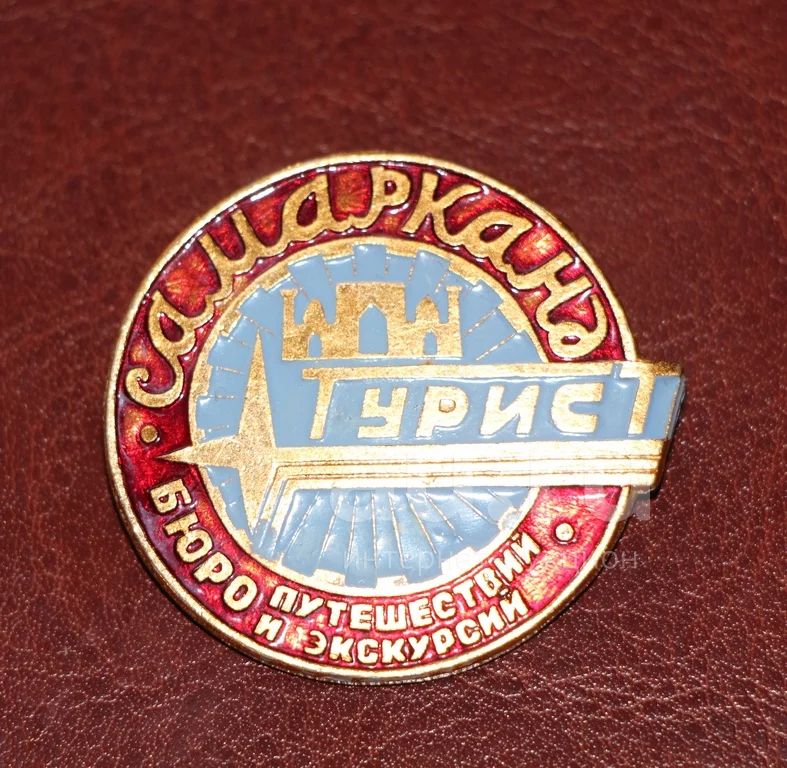 Самарканд
Турист
БЮРО ПУТЕШЕСТВИЙ
И ЭКСКУРСИЙ